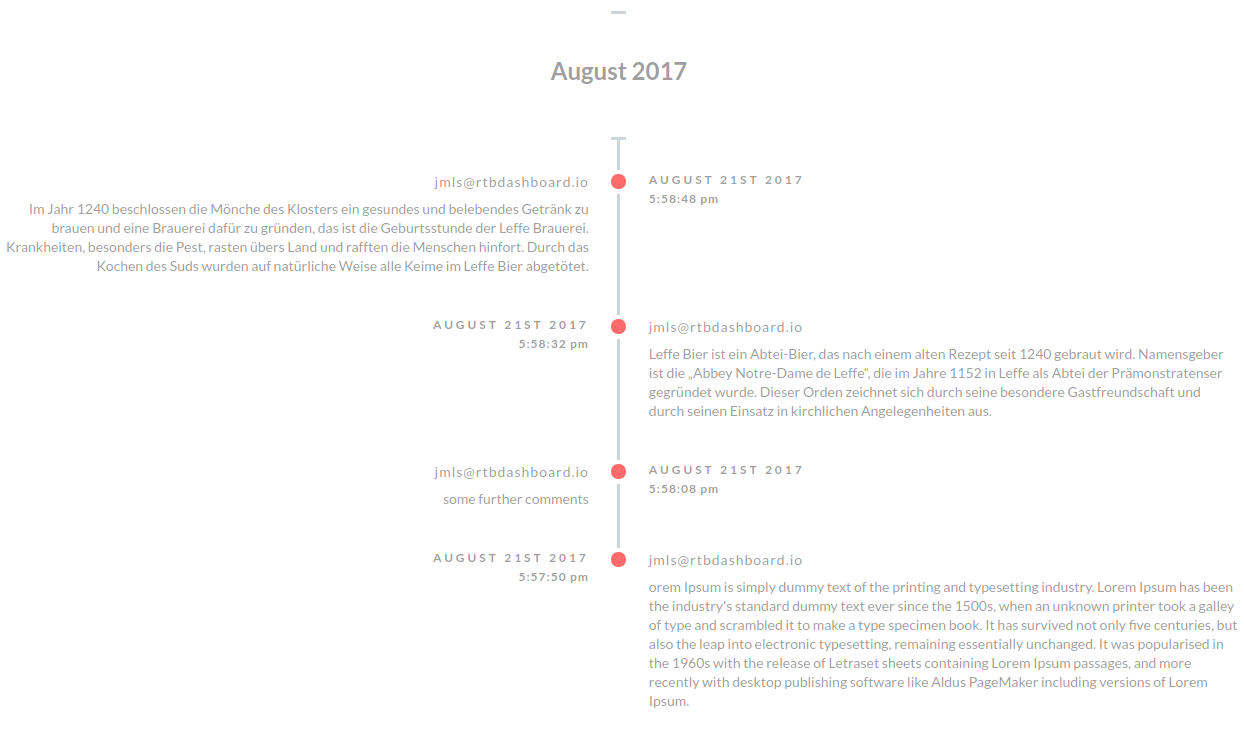 August 2017
jmls@rtbdashboard.io
Im Jahr 1240 beschlossen die Mönche des Klosters ein gesundes und belebendes Getränk zu
brauen und eine Brauerei dafür zu gründen, das ist die Geburtsstunde der Leffe Brauerei.
Krankheiten, besonders die Pest, rasten übers Land und rafften die Menschen hinfort. Durch das
Kochen des Suds wurden auf natürliche Weise alle Keime im Leffe Bier abgetötet.
AUGUST 21ST 2017
5:58:48 pm
AUGUST 21ST 2017
5:58:32 pm
jmls@rtbdashboard.io
Leffe Bier ist ein Abtei-Bier, das nach einem alten Rezept seit 1240 gebraut wird. Namensgeber
ist die „Abbey Notre-Dame de Leffe“, die im Jahre 1152 in Leffe als Abtei der Prämonstratenser
gegründet wurde. Dieser Orden zeichnet sich durch seine besondere Gastfreundschaft und
durch seinen Einsatz in kirchlichen Angelegenheiten aus.
jmls@rtbdashboard.io
some further comments
AUGUST 21ST 2017
5:58:08 pm
AUGUST 21ST 2017
5:57:50 pm
jmls@rtbdashboard.io
orem Ipsum is simply dummy text of the printing and typesetting industry. Lorem Ipsum has been
the industry's standard dummy text ever since the 1500s, when an unknown printer took a galley
of type and scrambled it to make a type specimen book. It has survived not only five centuries, but
also the leap into electronic typesetting, remaining essentially unchanged. It was popularised in
the 1960s with the release of Letraset sheets containing Lorem Ipsum passages, and more
recently with desktop publishing software like Aldus PageMaker including versions of Lorem
Ipsum.